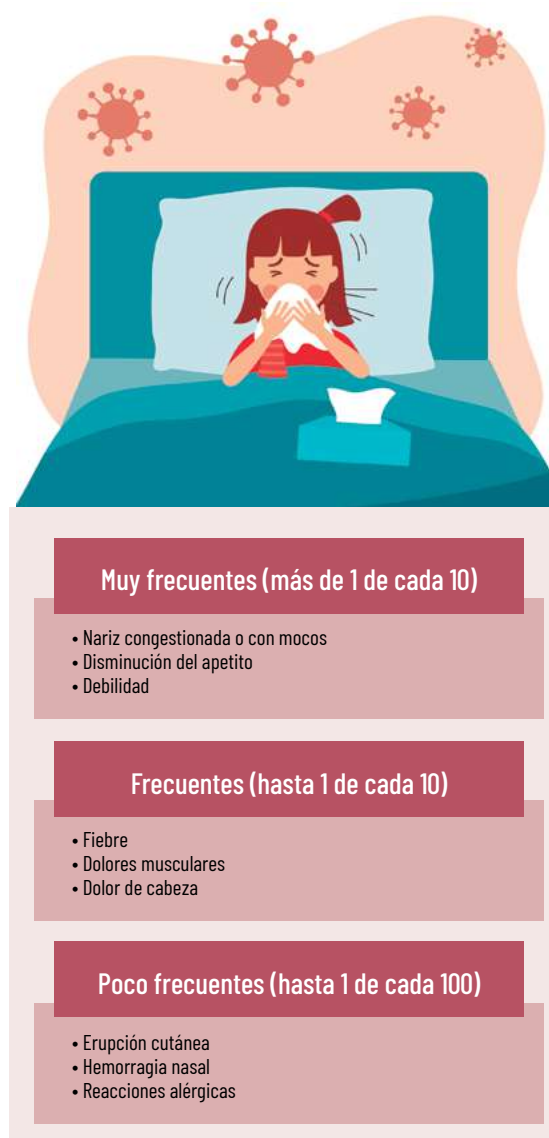 Muy frecuentes (más de 1 de cada 10)
• Nariz congestionada o con mocos
• Disminución del apetito
• Debilidad
Frecuentes (hasta 1 de cada 10)
• Fiebre
• Dolores musculares
• Dolor de cabeza
Poco frecuentes (hasta 1 de cada 100)
• Erupción cutánea
• Hemorragia nasal
• Reacciones alérgicas